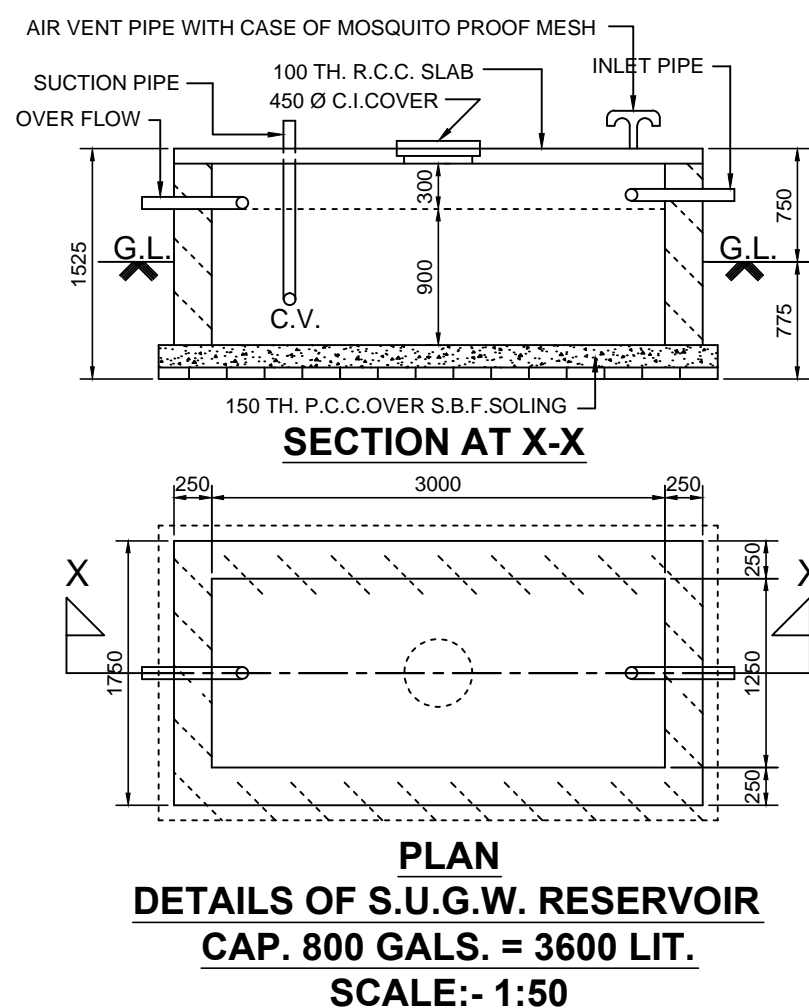 AIR VENT PIPE WITH CASE OF MOSQUITO PROOF MESH
SUCTION PIPE
100 TH. R.C.C. SLAB
INLET PIPE
450 Ø C.I.COVER
OVER FLOW
300
750
1525
G.L.
G.L.
900
775
C.V.
150 TH. P.C.C.OVER S.B.F.SOLING
SECTION AT X-X
250
3000
250
X
X
250
1750
1250
250
PLAN
DETAILS OF S.U.G.W. RESERVOIR
CAP. 800 GALS. = 3600 LIT.
SCALE:- 1:50